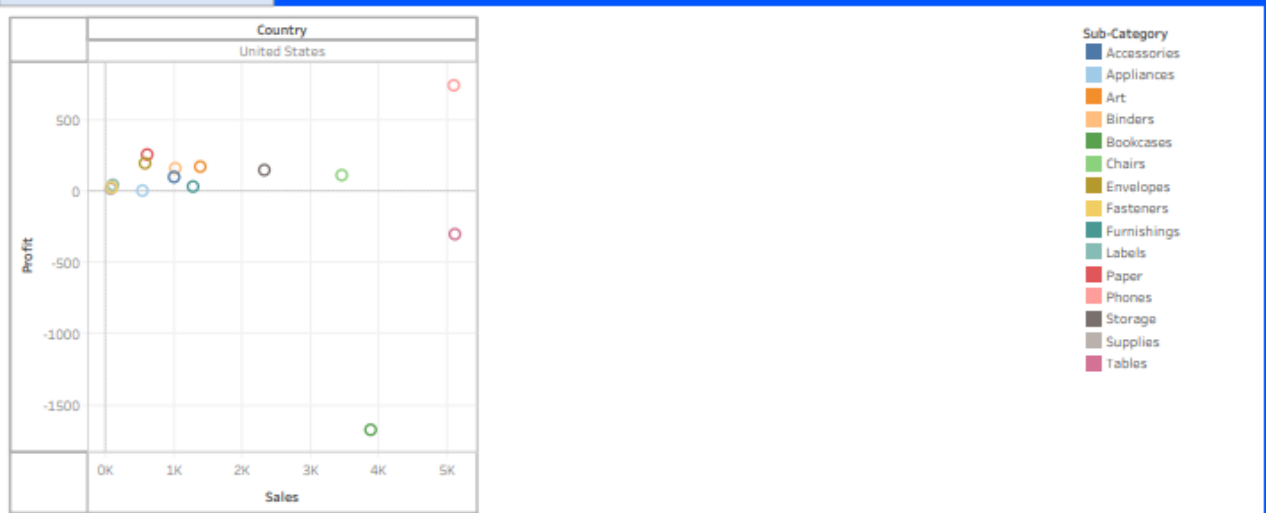 Country
United States
500
0
-500
-1000
-1500
Profit
0K 1K 2K 3K 4K 5K
Sales
Sub-Category
Accessories
Appliances
Art
Binders
Bookcases
Chairs
Envelopes
Fasteners
Furnishings
Labels
Paper
Phones
Storage
Supplies
Tables